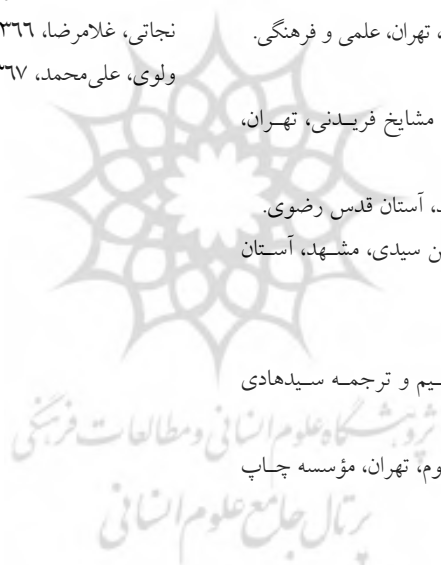 ، تهران، علمی و فرهنگی.
مشایخ فریدنی، تهران،
، آستان قدس رضوی.
ن سیدی، مشهد، آستان
یم و ترجمه سیدهادی
وم، تهران، مؤسسه چاپ
نجاتی، غلامرضا، ۱۳۶۶
ولوی، علی‌محمد، ۱۳۶۷
پژوهشگاه علوم انسانی و مطالعات فرهنگی
پرتال جامع علوم انسانی